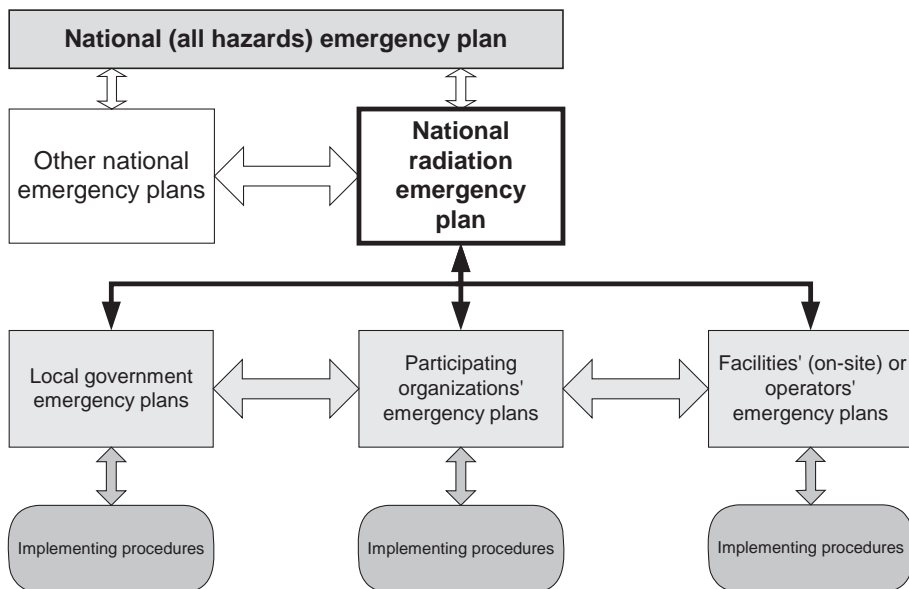 National (all hazards) emergency plan
Other national
emergency plans
National
radiation
emergency
plan
Local government
emergency plans
Participating
organizations'
emergency plans
Facilities' (on-site) or
operators'
emergency plans
Implementing procedures
Implementing procedures
Implementing procedures